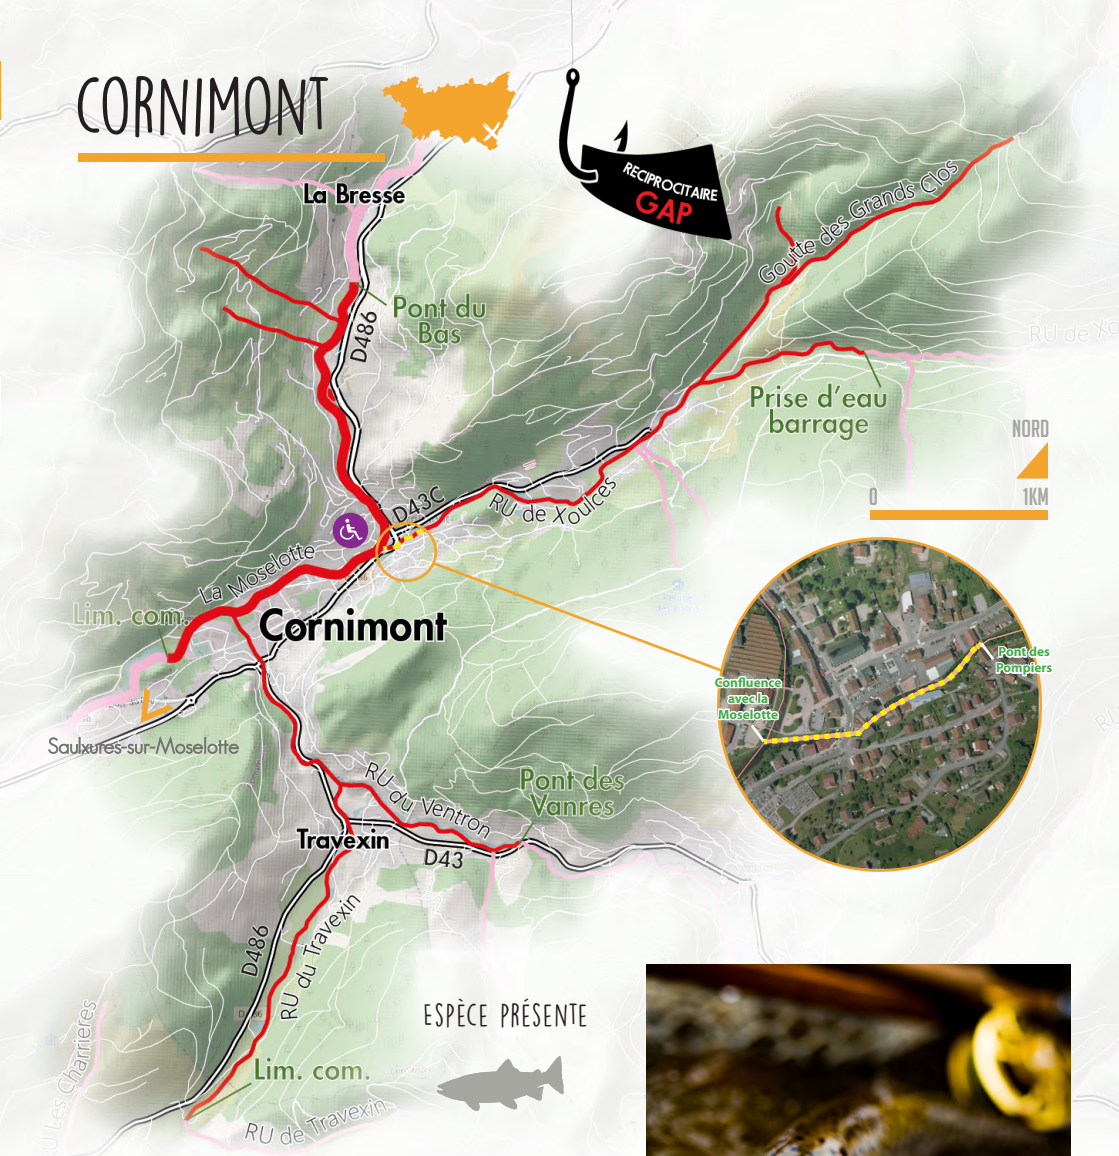 CORNIMONT
RECIPROCITAIRE
GAP
La Bresse
Goutte des Grands Clos
Pont du
Bas
D486
RU de Xo
Prise d'eau
barrage
NORD
0
1KM
D43C
RU de Xoulces
La Moselotte
Lim. com.
Cornimont
Saulxures-sur-Moselotte
Pont des
Pompiers
Confluence
avec la
Moselotte
RU du Ventron
Pont des
Vanres
Travexin
D43
D486
RU du Travexin
ESPÈCE PRÉSENTE
Lim. com.
RU de Travexin
U Les Charrieres